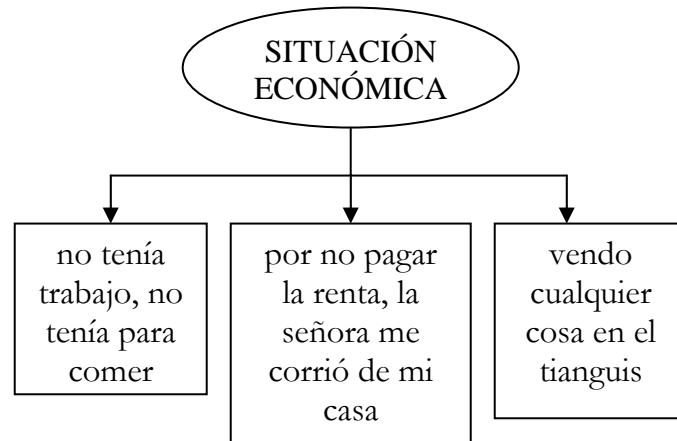 SITUACIÓN
ECONÓMICA
no tenía
trabajo, no
tenía para
comer
por no pagar
la renta, la
señora me
corrió de mi
casa
vendo
cualquier
cosa en el
tianguis